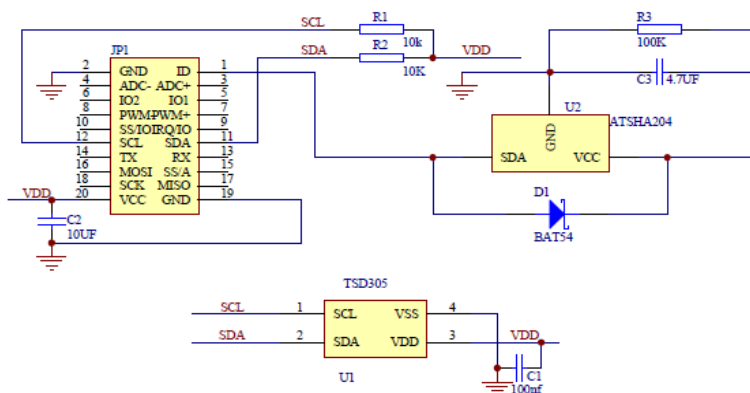 SCL R1 R3
JP1 10k 100K
SDA R2 VDD
10K
C3 4.7UF
2 GND ID 1
4 ADC- ADC+ 3
6 IO2 IO1 5
8 PWM- PWM+ 7
10 SS/IO IRQ/IO 9
12 SCL SDA 11
14 TX RX 13
16 MOSI SS/A 15
18 SCK MISO 17
20 VCC GND 19
VDD
C2
10UF
U2
ATSHA204
GND
SDA VCC
D1
BAT54
TSD305
SCL 1 SCL VSS 4
SDA 2 SDA VDD 3 VDD
U1
C1
100nf